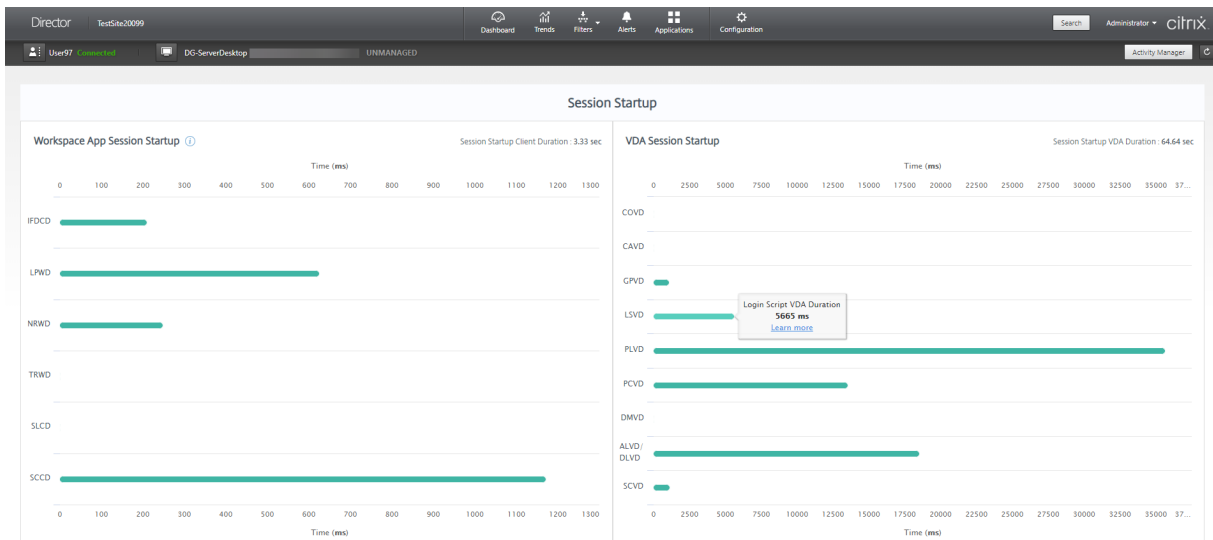 Director TestSite20099 Dashboard Trends Filters Alerts Applications Configuration Search Administrator citrix
User97 Connected DG-ServerDesktop UNMANAGED Activity Manager
Session Startup
Workspace App Session Startup Session Startup Client Duration : 3.33 sec
Time (ms)
0 100 200 300 400 500 600 700 800 900 1000 1100 1200 1300
IFDCD
LPWD
NRWD
TRWD
SLCD
SCCD
0 100 200 300 400 500 600 700 800 900 1000 1100 1200 1300
Time (ms)
VDA Session Startup Session Startup VDA Duration : 64.64 sec
Time (ms)
0 2500 5000 7500 10000 12500 15000 17500 20000 22500 25000 27500 30000 32500 35000 37...
COVD
CAVD
GPVD
LSVD
Login Script VDA Duration
5665 ms
Learn more
PLVD
PCVD
DMVD
ALVD/
DLVD
SCVD
0 2500 5000 7500 10000 12500 15000 17500 20000 22500 25000 27500 30000 32500 35000 37...
Time (ms)